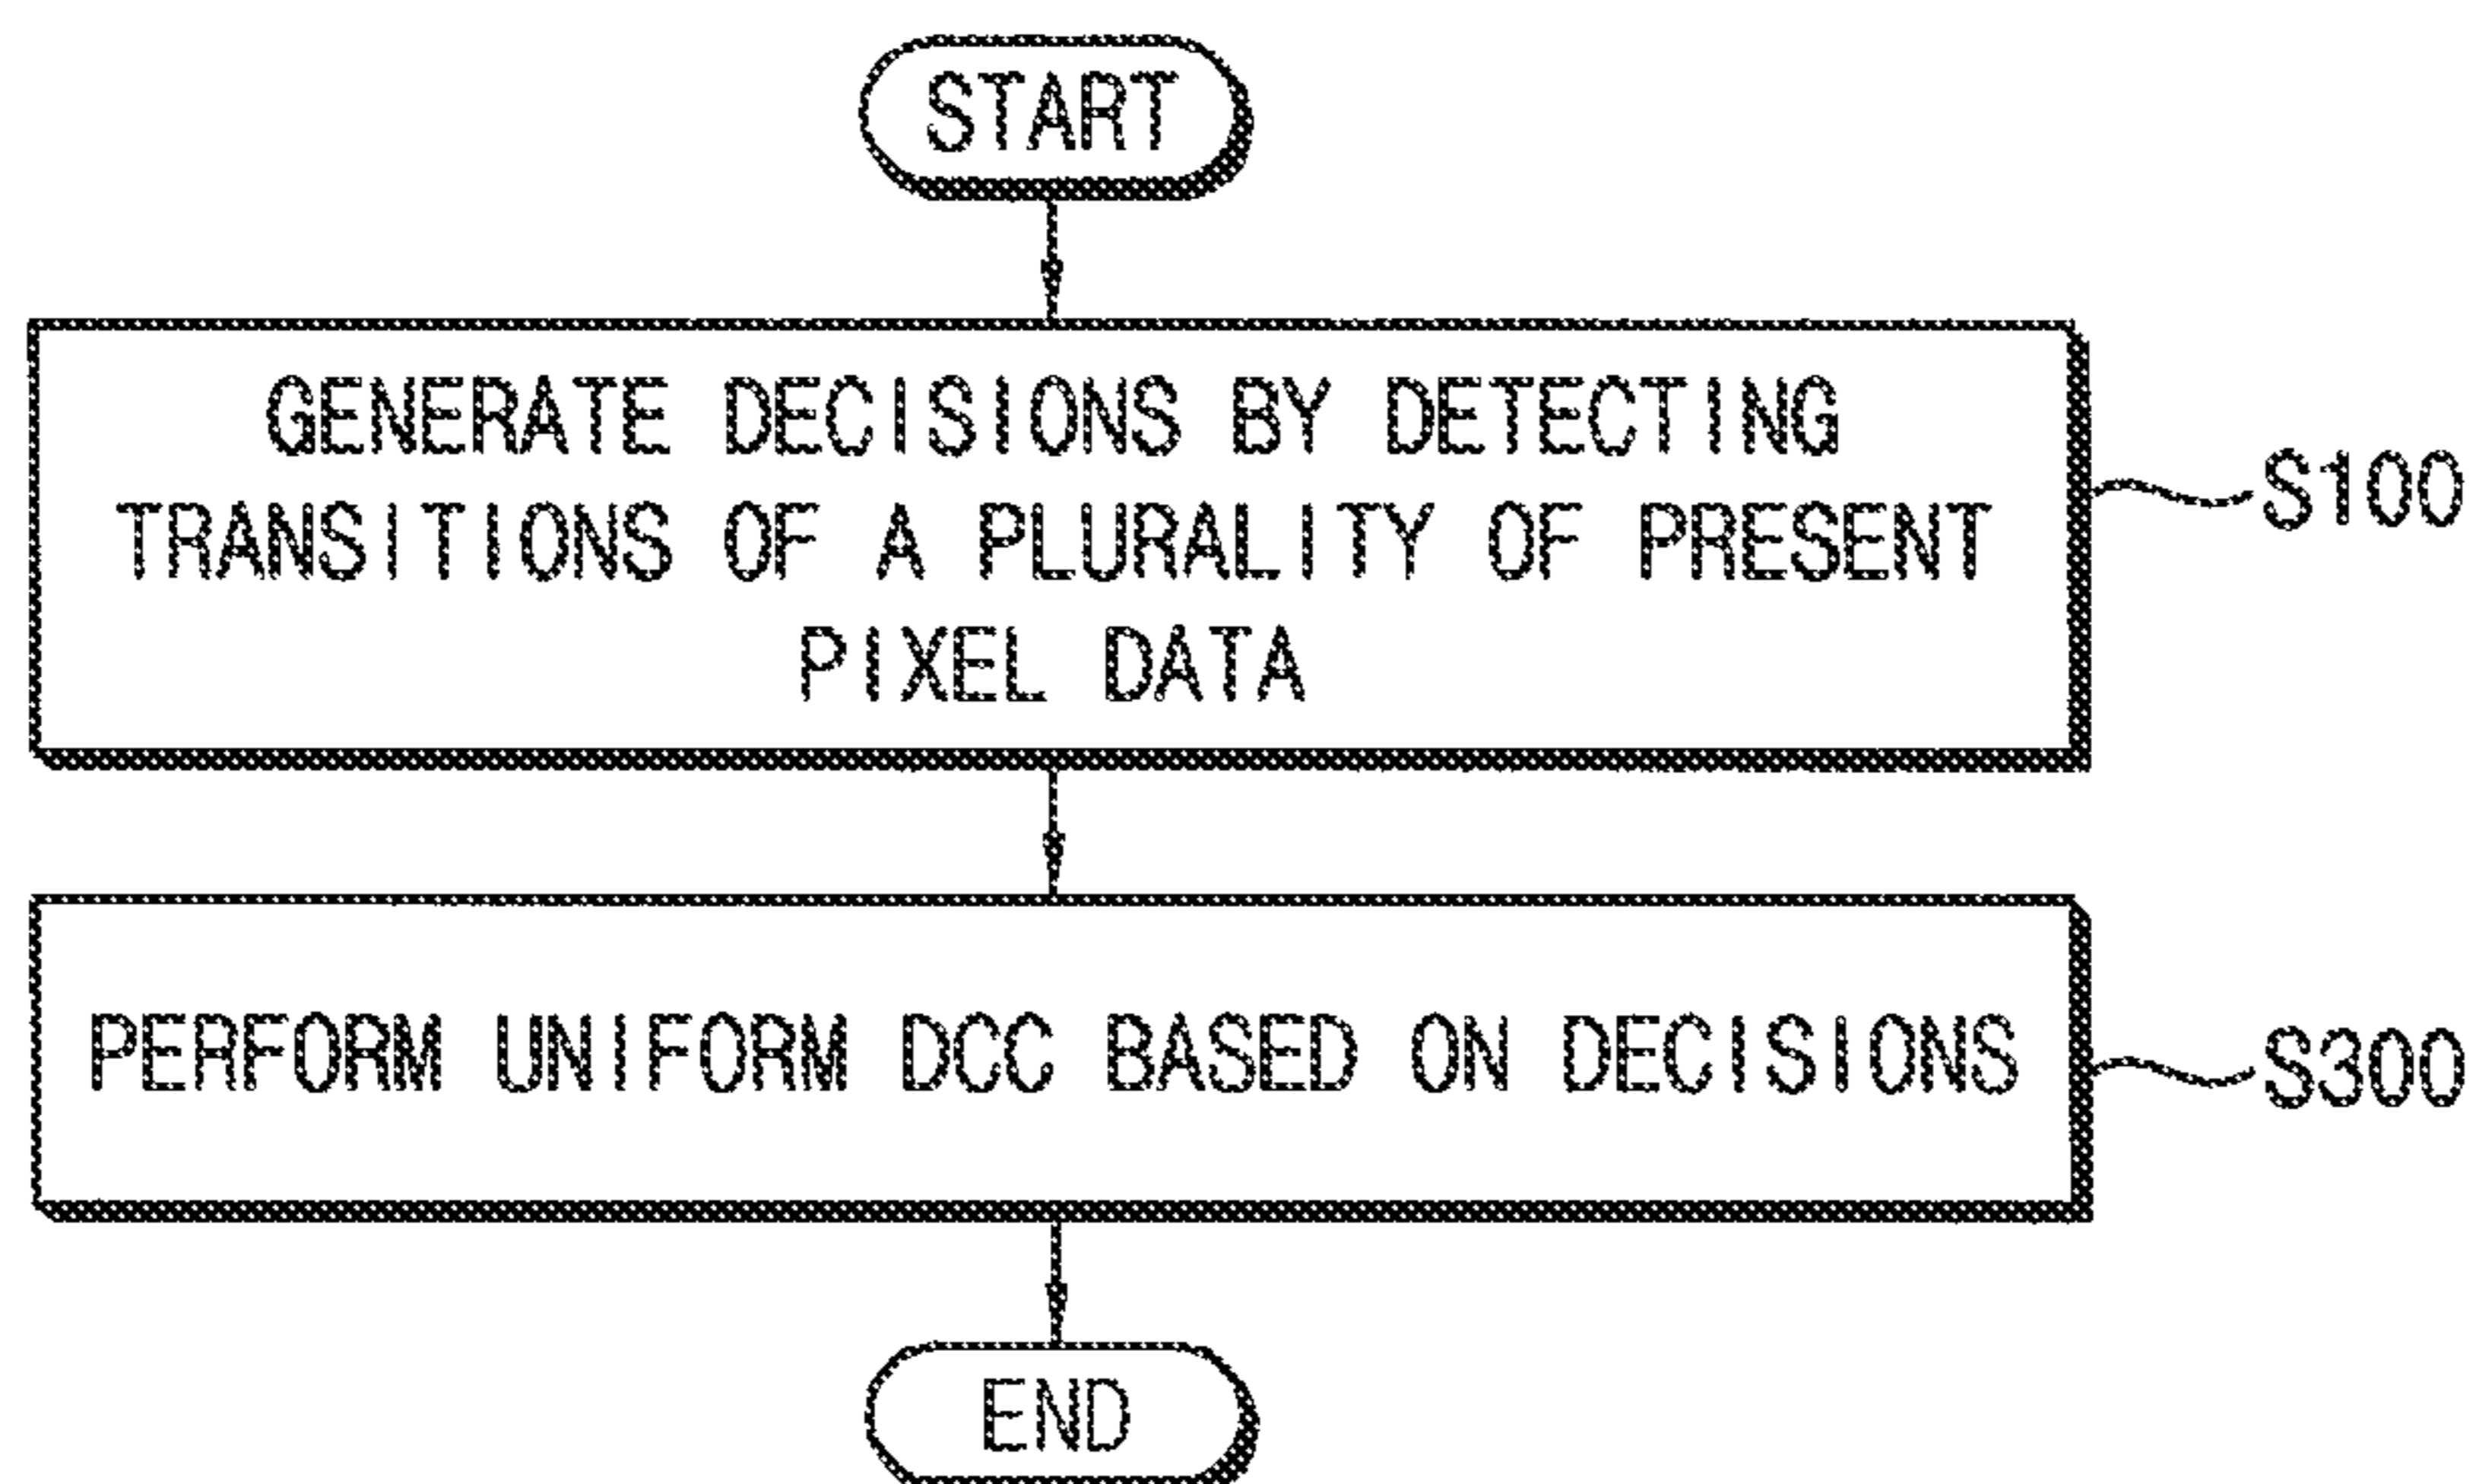 START
GENERATE DECISIONS BY DETECTING
TRANSITIONS OF A PLURALITY OF PRESENT
PIXEL DATA
S100
PERFORM UNIFORM DCC BASED ON DECISIONS
S300
END